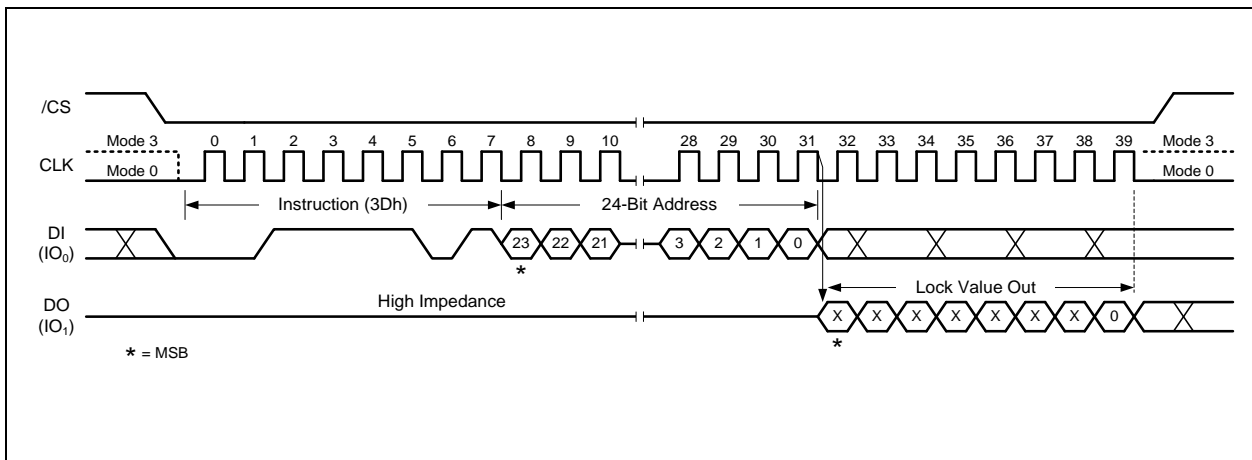 /CS
Mode 3 0 1 2 3 4 5 6 7 8 9 10 28 29 30 31 32 33 34 35 36 37 38 39 Mode 3
CLK
Mode 0 Mode 0
Instruction (3Dh) 24-Bit Address
DI
(IO₀)
23 22 21 3 2 1 0
*
High Impedance Lock Value Out
DO
(IO₁)
X X X X X X X 0
*
* = MSB